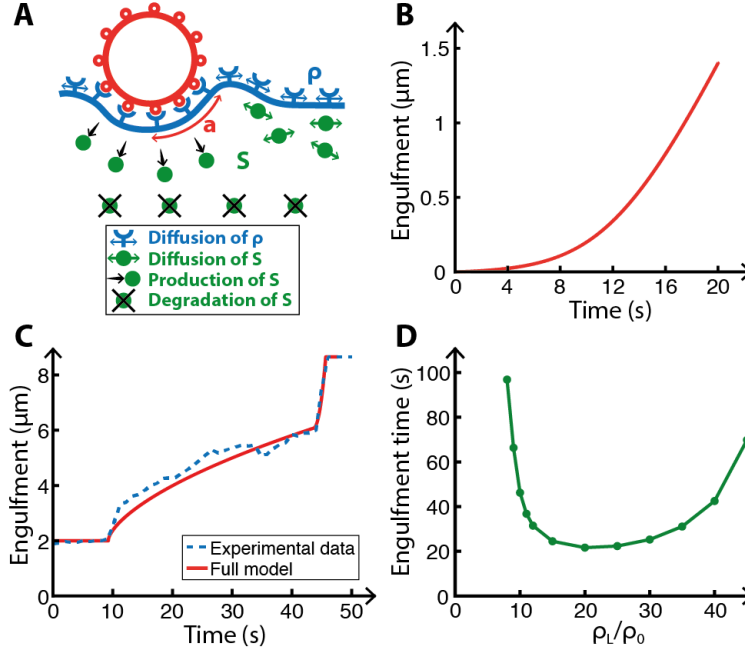 A
ρ
a
S
Diffusion of ρ
Diffusion of S
Production of S
Degradation of S
B
Engulfment (μm)
1.5
1
0.5
0
0 4 8 12 16 20
Time (s)
C
Engulfment (μm)
8
6
4
2
0
0 10 20 30 40 50
Time (s)
Experimental data
Full model
D
Engulfment time (s)
100
80
60
40
20
0
0 10 20 30 40
ρL/ρ0